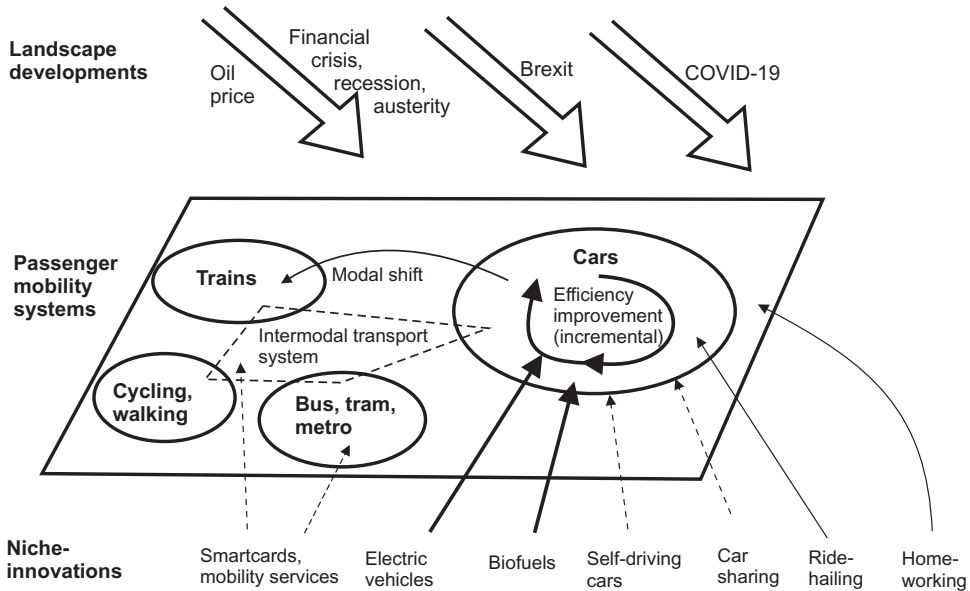 Landscape
developments
Oil
price
Financial
crisis,
recession,
austerity
Brexit
COVID-19
Passenger
mobility
systems
Trains
Modal shift
Cars
Efficiency
improvement
(incremental)
Intermodal transport
system
Cycling,
walking
Bus, tram,
metro
Niche-
innovations
Smartcards,
mobility services
Electric
vehicles
Biofuels
Self-driving
cars
Car
sharing
Ride-
hailing
Home-
working